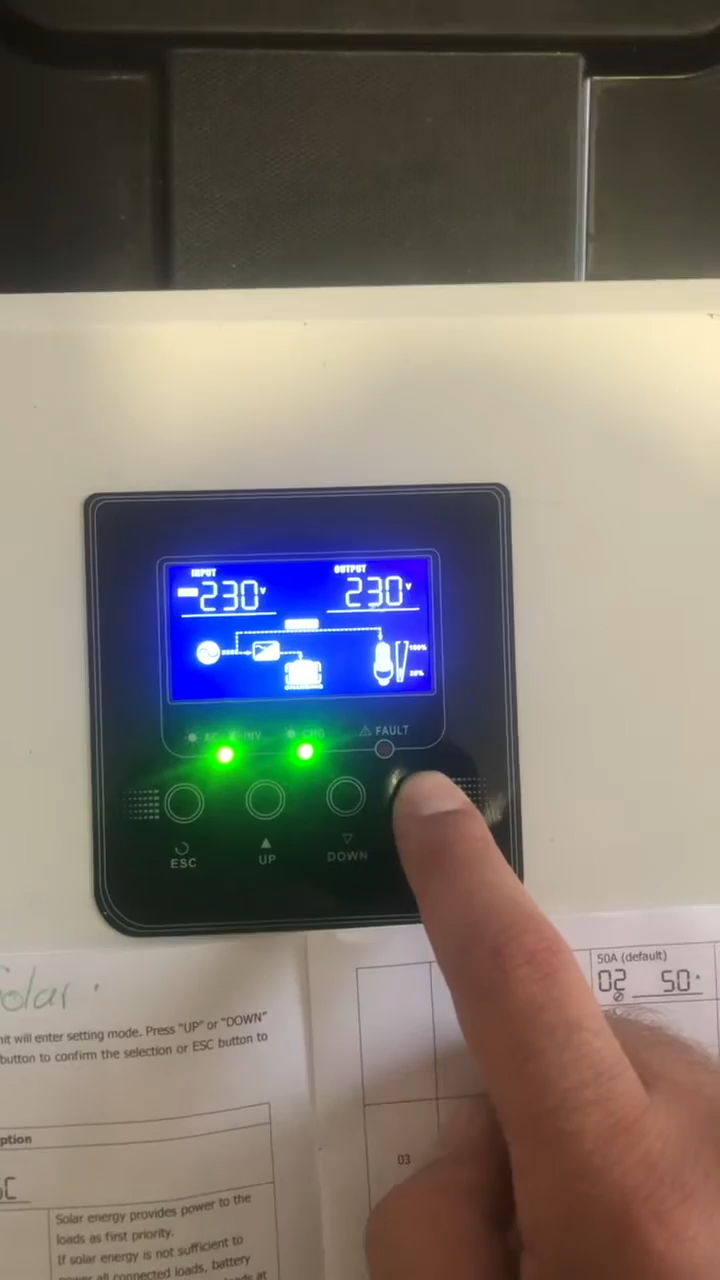 INPUT
230V
OUTPUT
230V
100%
CHARGING
AC
INV
CHG
FAULT
ESC
UP
DOWN
Solar.
nit will enter setting mode. Press "UP" or "DOWN"
button to confirm the selection or ESC button to
ption
SC
Solar energy provides power to the
loads as first priority.
If solar energy is not sufficient to
power all connected loads, battery
50A (default)
02 50A
03